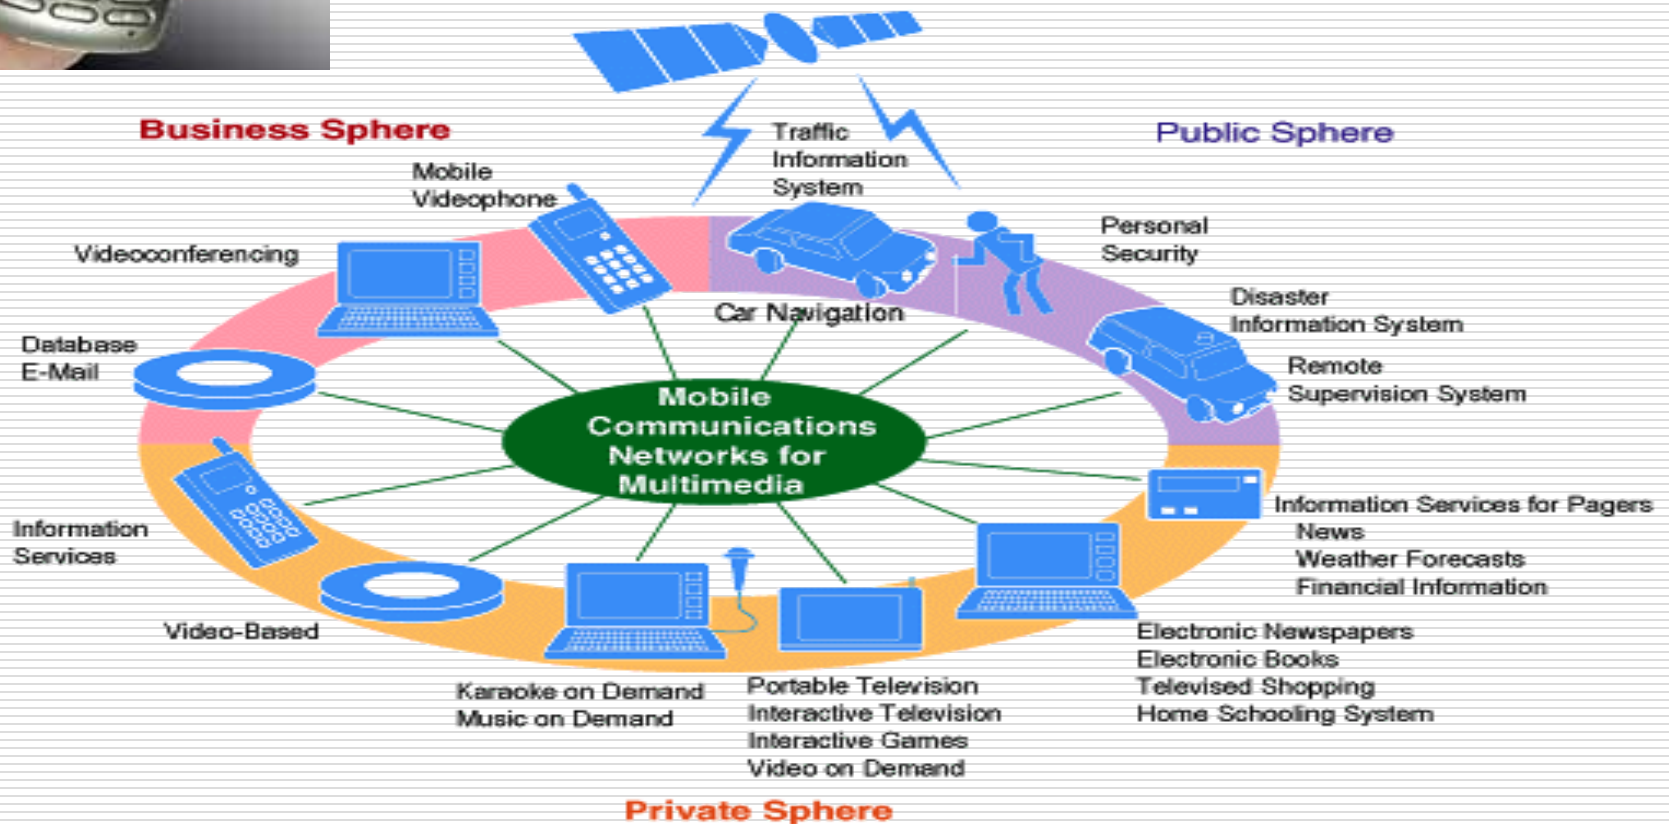 Business Sphere
Public Sphere
Traffic
Information
System
Mobile
Videophone
Personal
Security
Videoconferencing
Disaster
Information System
Car Navigation
Database
E-Mail
Remote
Supervision System
Mobile
Communications
Networks for
Multimedia
Information Services for Pagers
News
Weather Forecasts
Financial Information
Information
Services
Video-Based
Electronic Newspapers
Electronic Books
Televised Shopping
Home Schooling System
Karaoke on Demand
Music on Demand
Portable Television
Interactive Television
Interactive Games
Video on Demand
Private Sphere